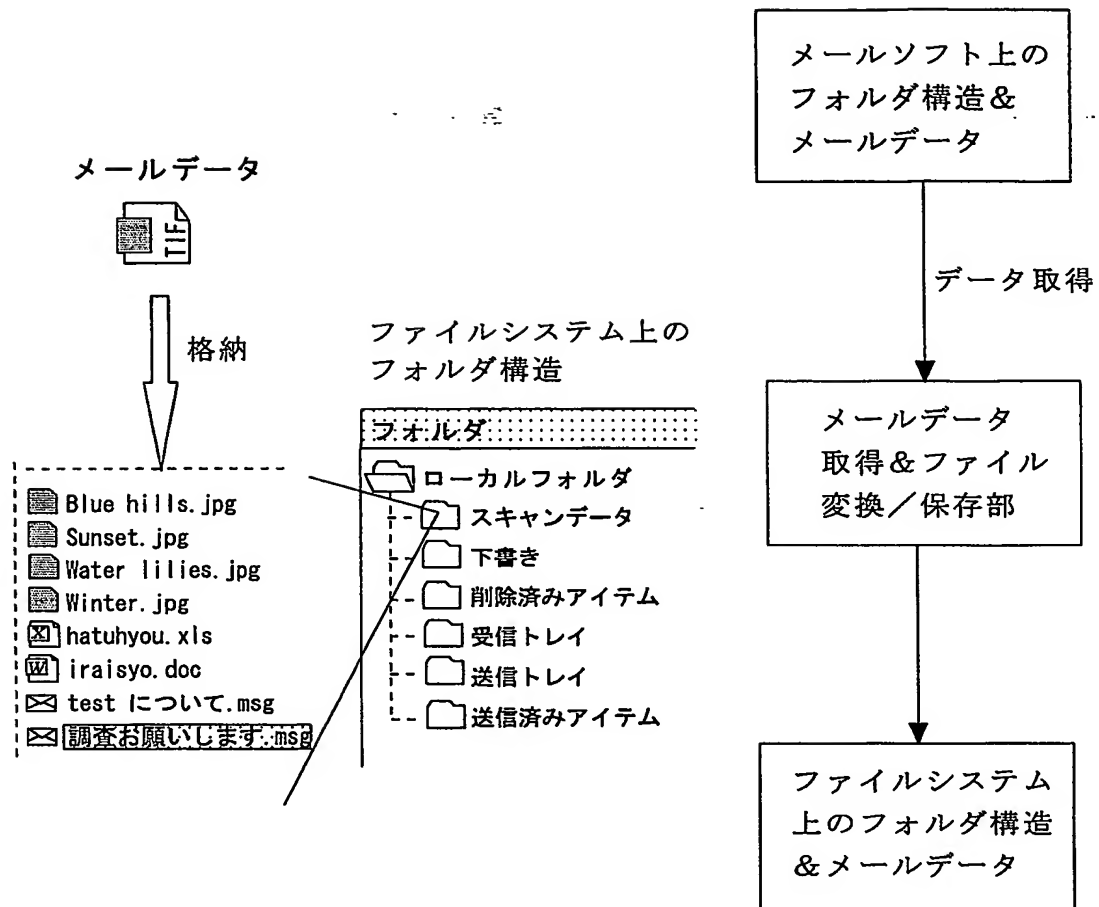 メールデータ
TIF
格納
Blue hills.jpg
Sunset.jpg
Water lilies.jpg
Winter.jpg
hatuhyou.xls
iraisyo.doc
test について.msg
調査お願いします.msg
ファイルシステム上の
フォルダ構造
フォルダ
ローカルフォルダ
スキャンデータ
下書き
削除済みアイテム
受信トレイ
送信トレイ
送信済みアイテム
メールソフト上の
フォルダ構造&
メールデータ
データ取得
メールデータ
取得&ファイル
変換／保存部
ファイルシステム
上のフォルダ構造
&メールデータ